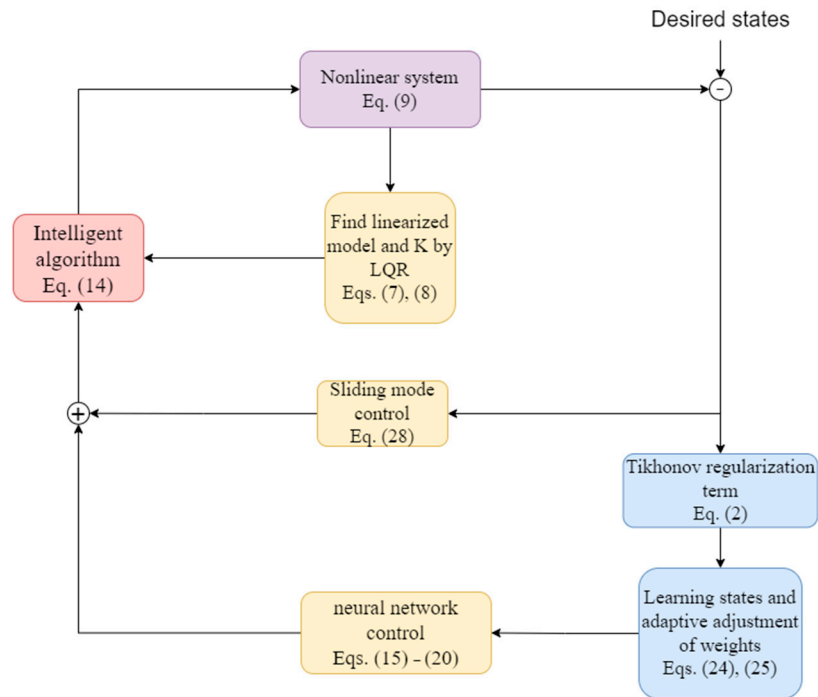 Desired states
Nonlinear system
Eq. (9)
-
Find linearized
model and K by
LQR
Eqs. (7), (8)
Intelligent
algorithm
Eq. (14)
Sliding mode
control
Eq. (28)
+
Tikhonov regularization
term
Eq. (2)
Learning states and
adaptive adjustment
of weights
Eqs. (24), (25)
neural network
control
Eqs. (15) - (20)